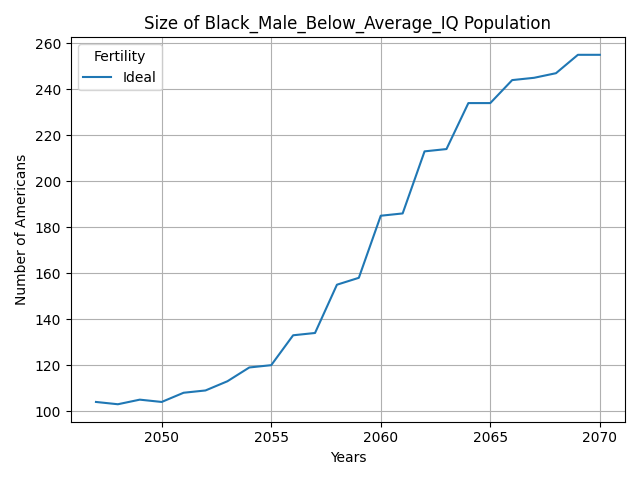 Size of Black_Male_Below_Average_IQ Population
Fertility
Ideal
Number of Americans
260
240
220
200
180
160
140
120
100
2050 2055 2060 2065 2070
Years